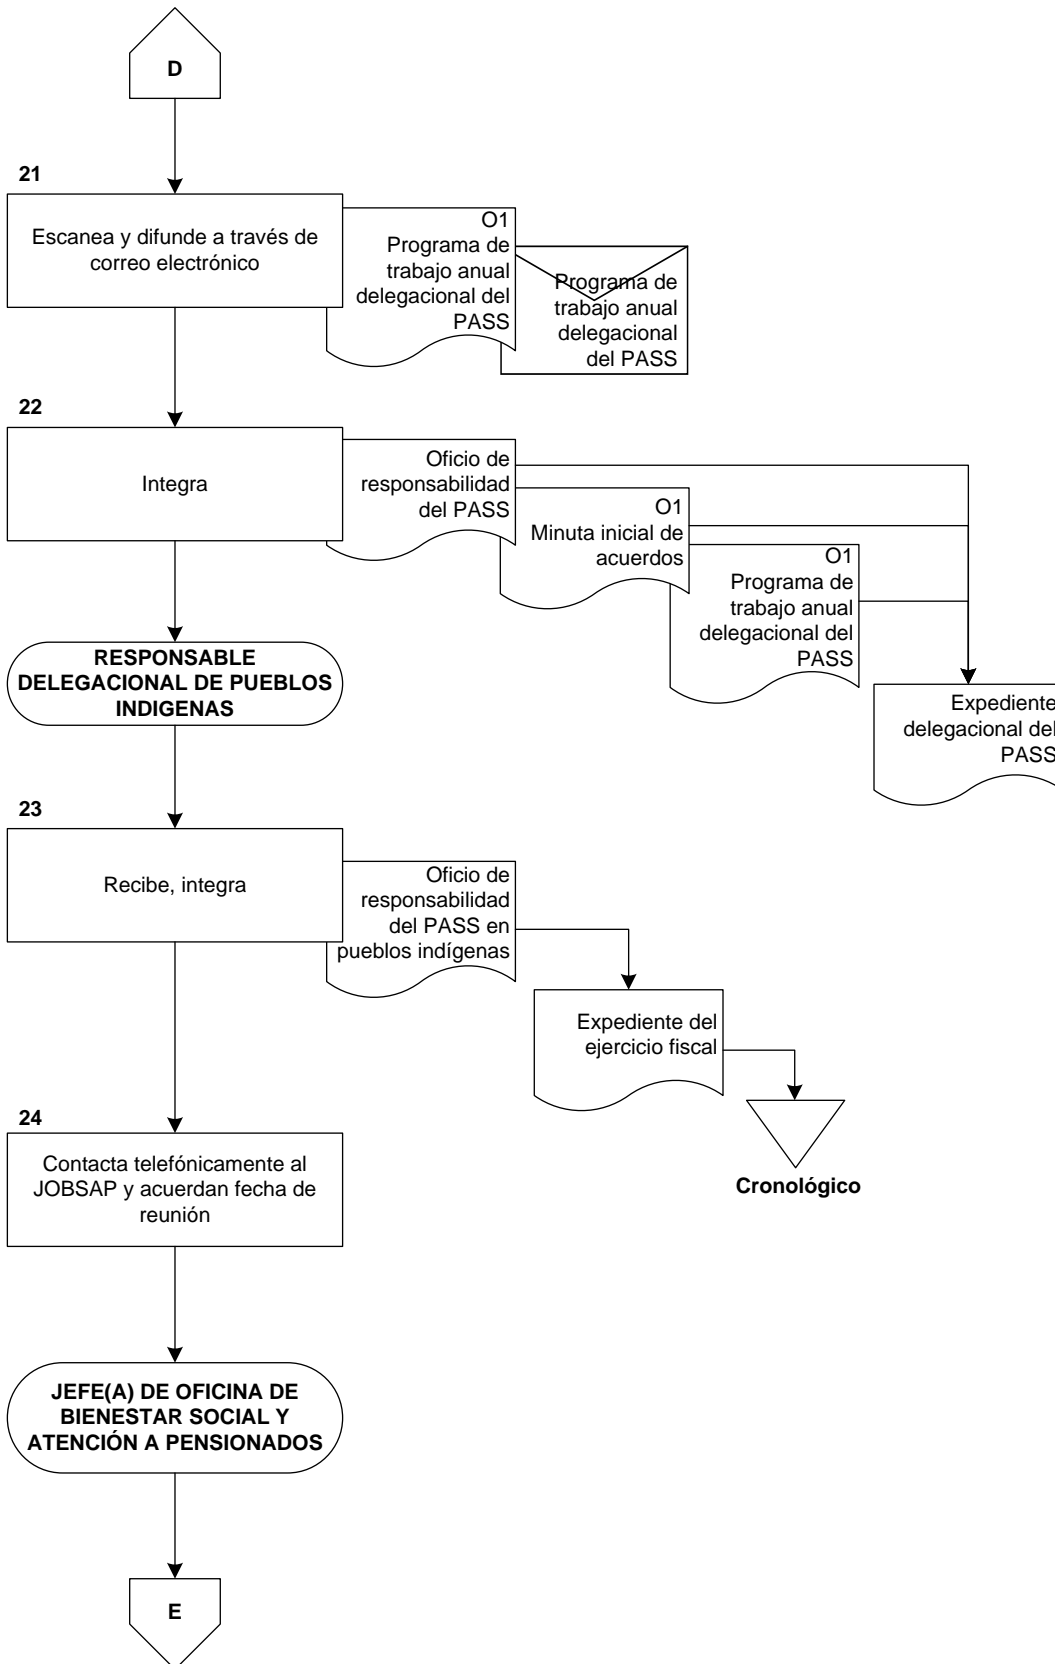 D
21
Escanea y difunde a través de
correo electrónico
O1
Programa de
trabajo anual
delegacional del
PASS
Programa de
trabajo anual
delegacional
del PASS
22
Integra
Oficio de
responsabilidad
del PASS
O1
Minuta inicial de
acuerdos
O1
Programa de
trabajo anual
delegacional del
PASS
Expediente
delegacional del
PASS
RESPONSABLE
DELEGACIONAL DE PUEBLOS
INDIGENAS
23
Recibe, integra
Oficio de
responsabilidad
del PASS en
pueblos indígenas
Expediente del
ejercicio fiscal
Cronológico
24
Contacta telefónicamente al
JOBSAP y acuerdan fecha de
reunión
JEFE(A) DE OFICINA DE
BIENESTAR SOCIAL Y
ATENCIÓN A PENSIONADOS
E